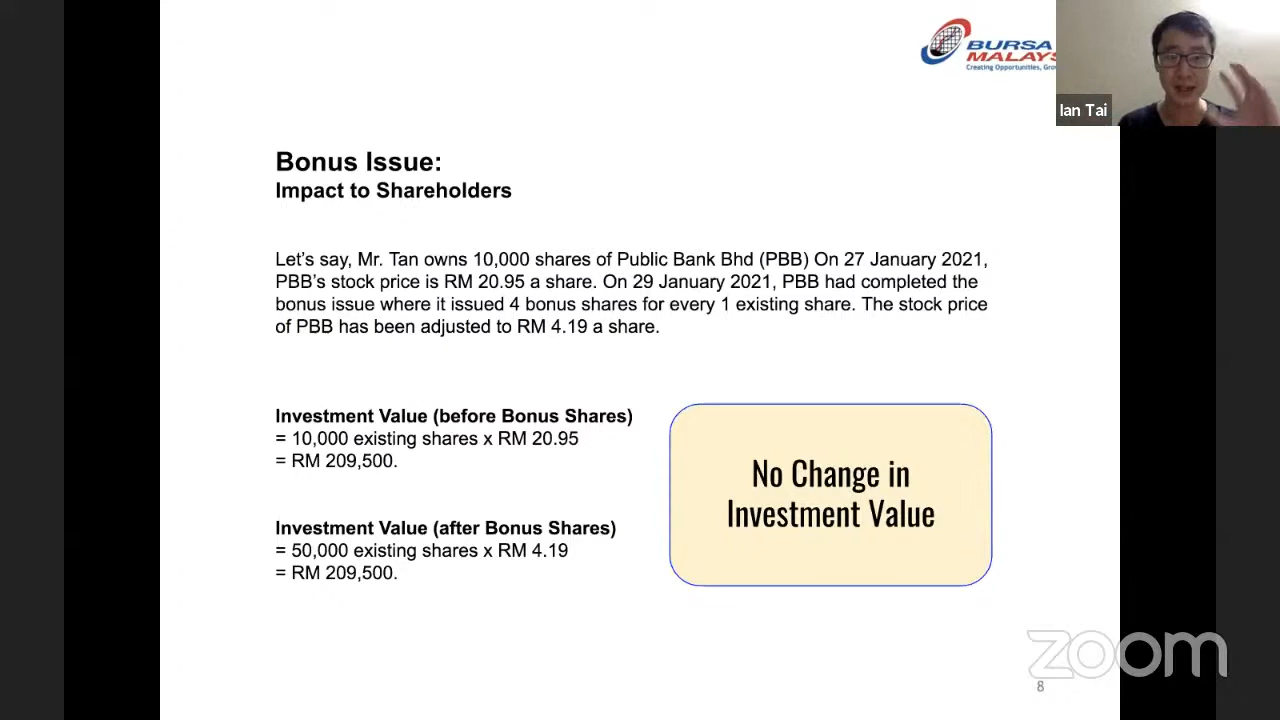 BURSA
MALAYS
Creating Opportunities, Gro
Ian Tai
Bonus Issue:
Impact to Shareholders
Let's say, Mr. Tan owns 10,000 shares of Public Bank Bhd (PBB) On 27 January 2021,
PBB's stock price is RM 20.95 a share. On 29 January 2021, PBB had completed the
bonus issue where it issued 4 bonus shares for every 1 existing share. The stock price
of PBB has been adjusted to RM 4.19 a share.
Investment Value (before Bonus Shares)
= 10,000 existing shares x RM 20.95
= RM 209,500.
No Change in
Investment Value
Investment Value (after Bonus Shares)
= 50,000 existing shares x RM 4.19
= RM 209,500.
zoom
8